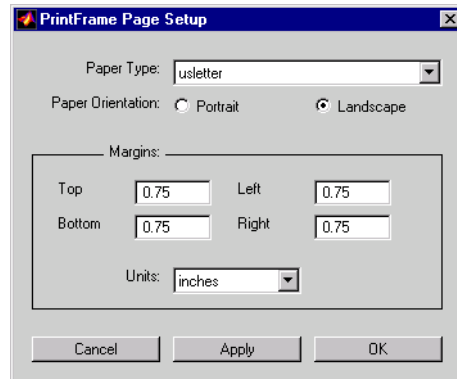 PrintFrame Page Setup
Paper Type: usletter
Paper Orientation: Portrait Landscape
Margins:
Top 0.75 Left 0.75
Bottom 0.75 Right 0.75
Units: inches
Cancel Apply OK